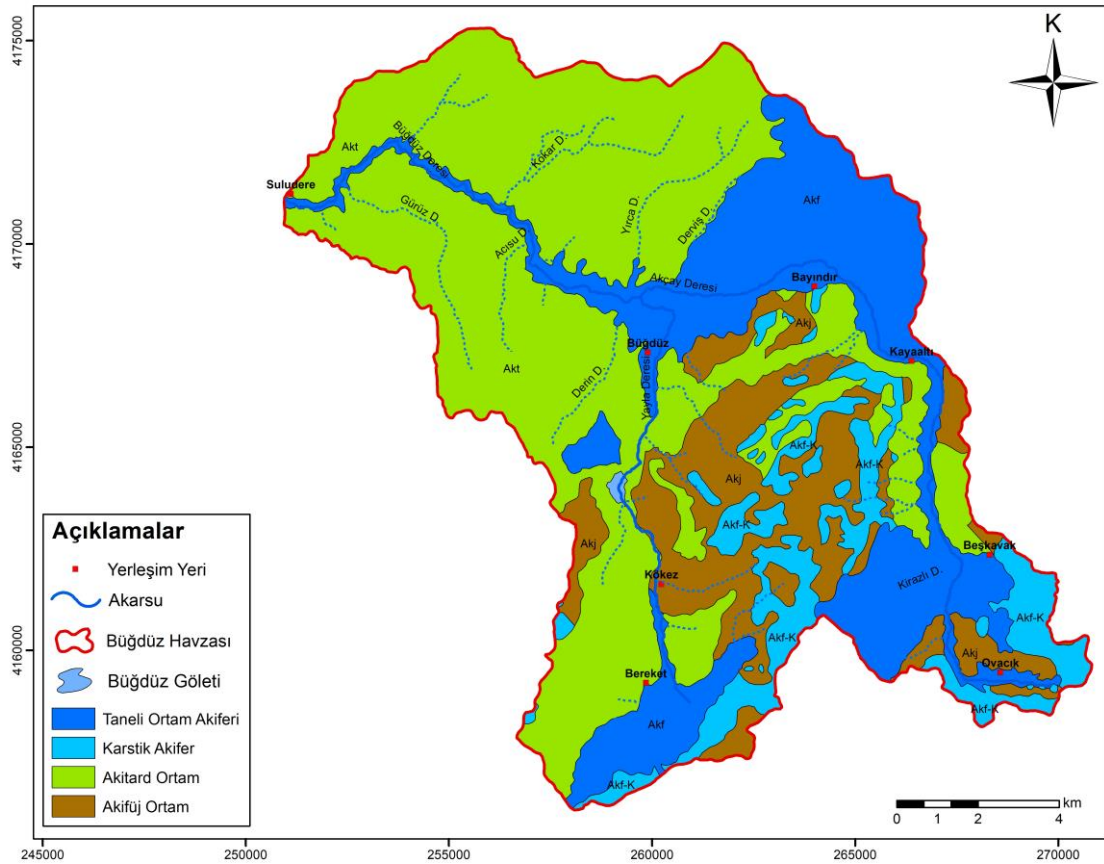 4175000
4170000
4165000
4160000
245000
250000
255000
260000
265000
270000
K
Akt
Büğdüz Deresi
Kokar D.
Suludere
Gürüz D.
Acısu D.
Yırca D.
Derviş D.
Akf
Akçay Deresi
Bayındır
Akj
Büğdüz
Kayaaltı
Akt
Derin D.
Yayla Deresi
Akf-K
Akf-K
Akj
Akf-K
Akj
Beşkavak
Kökez
Kirazlı D.
Akf-K
Akf-K
Akj
Ovacık
Bereket
Akf
Akf-K
Akf-K
Açıklamalar
Yerleşim Yeri
Akarsu
Büğdüz Havzası
Büğdüz Göleti
Taneli Ortam Akiferi
Karstik Akifer
Akitard Ortam
Akifüj Ortam
km
0 1 2 4